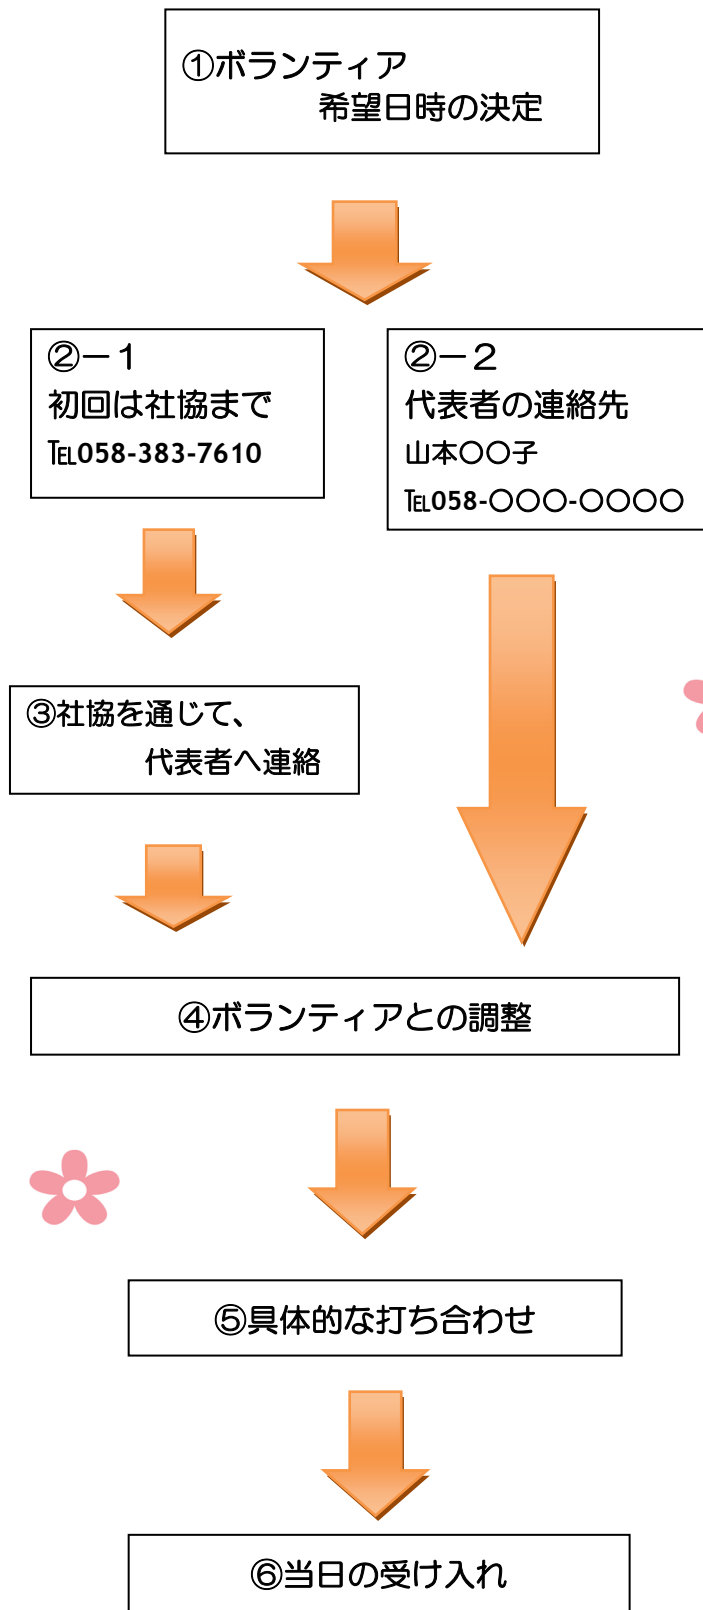 ①ボランティア
希望日時の決定
②－１
初回は社協まで
℡058-383-7610
②－２
代表者の連絡先
山本〇〇子
℡058-〇〇〇-〇〇〇〇
③社協を通じて、
代表者へ連絡
④ボランティアとの調整
⑤具体的な打ち合わせ
⑥当日の受け入れ